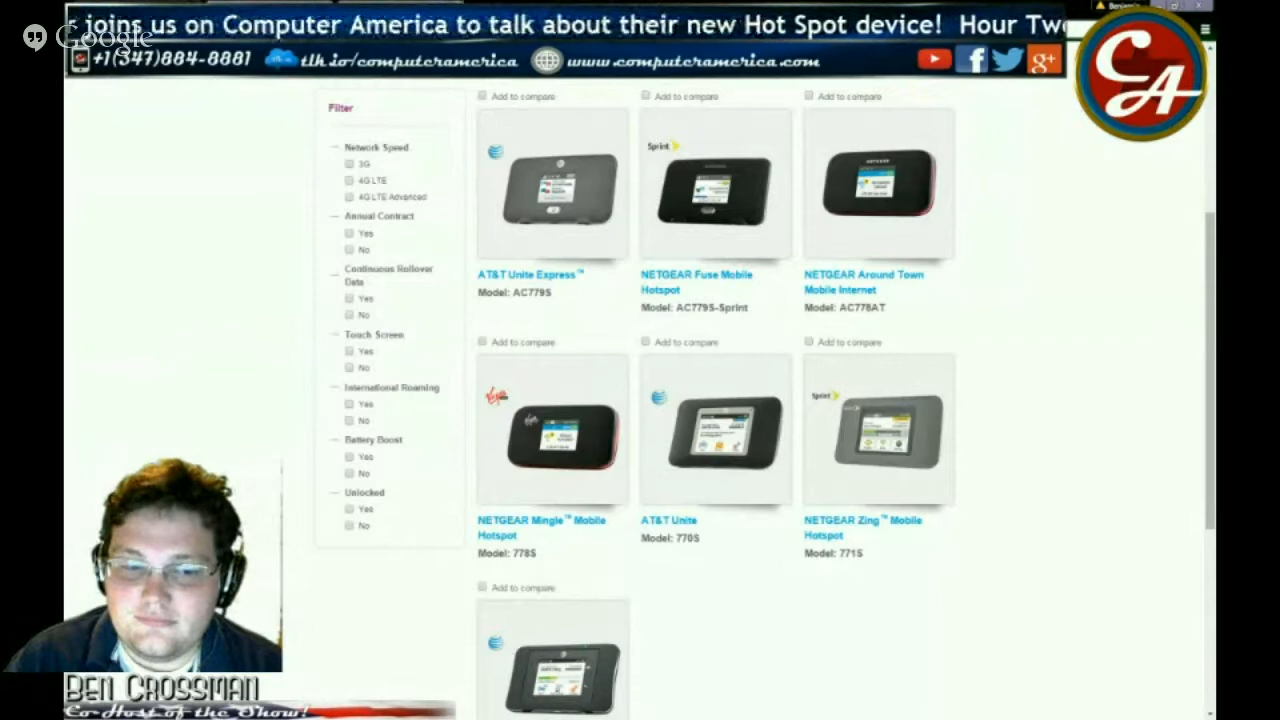 s joins us on Computer America to talk about their new Hot Spot device! Hour Tw
Google
+1(347)884-8881
tlk.io/computeramerica
www.computeramerica.com
CA
Filter
Network Speed
3G
4G LTE
4G LTE Advanced
Annual Contract
Yes
No
Continuous Rollover
Data
Yes
No
Touch Screen
Yes
No
International Roaming
Yes
No
Battery Boost
Yes
No
Unlocked
Yes
No
Add to compare
Add to compare
Add to compare
Sprint
NETGEAR
AT&T Unite Express™
Model: AC779S
NETGEAR Fuse Mobile
Hotspot
Model: AC779S-Sprint
NETGEAR Around Town
Mobile Internet
Model: AC778AT
Add to compare
Add to compare
Add to compare
Virgin
Sprint
NETGEAR Mingle™ Mobile
Hotspot
Model: 778S
AT&T Unite
Model: 770S
NETGEAR Zing™ Mobile
Hotspot
Model: 771S
Add to compare
Ben Crossman
Co-Host of the Show!